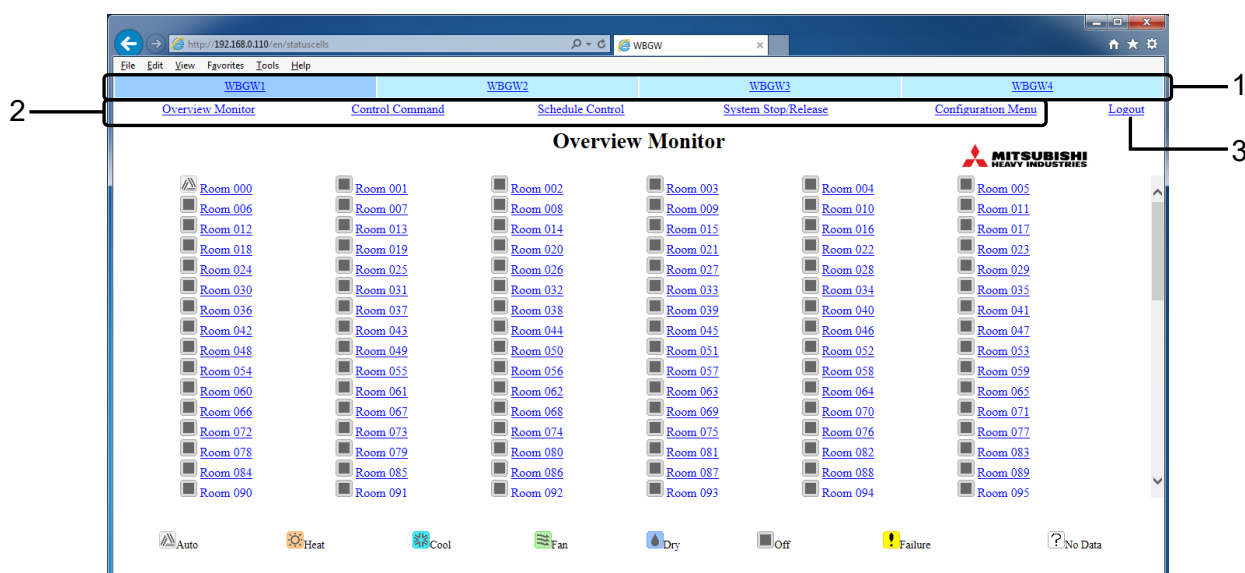 http://192.168.0.110/en/statuscells WBGW
File Edit View Favorites Tools Help
WBGW1 WBGW2 WBGW3 WBGW4 1
2 Overview Monitor Control Command Schedule Control System Stop/Release Configuration Menu Logout
Overview Monitor
MITSUBISHI
HEAVY INDUSTRIES
3
Room 000 Room 001 Room 002 Room 003 Room 004 Room 005
Room 006 Room 007 Room 008 Room 009 Room 010 Room 011
Room 012 Room 013 Room 014 Room 015 Room 016 Room 017
Room 018 Room 019 Room 020 Room 021 Room 022 Room 023
Room 024 Room 025 Room 026 Room 027 Room 028 Room 029
Room 030 Room 031 Room 032 Room 033 Room 034 Room 035
Room 036 Room 037 Room 038 Room 039 Room 040 Room 041
Room 042 Room 043 Room 044 Room 045 Room 046 Room 047
Room 048 Room 049 Room 050 Room 051 Room 052 Room 053
Room 054 Room 055 Room 056 Room 057 Room 058 Room 059
Room 060 Room 061 Room 062 Room 063 Room 064 Room 065
Room 066 Room 067 Room 068 Room 069 Room 070 Room 071
Room 072 Room 073 Room 074 Room 075 Room 076 Room 077
Room 078 Room 079 Room 080 Room 081 Room 082 Room 083
Room 084 Room 085 Room 086 Room 087 Room 088 Room 089
Room 090 Room 091 Room 092 Room 093 Room 094 Room 095
Auto Heat Cool Fan Dry Off Failure No Data